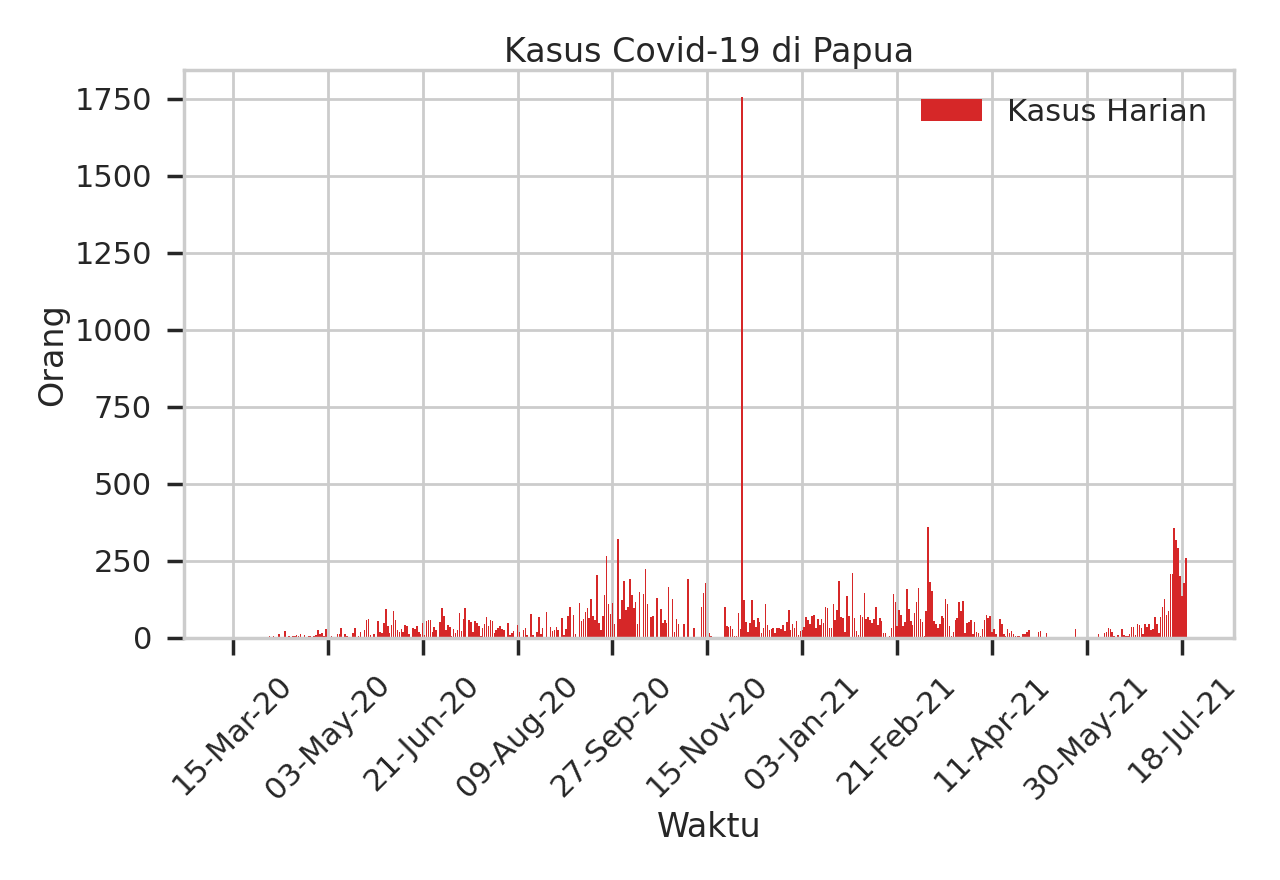 Kasus Covid-19 di Papua
Kasus Harian
Orang
1750
1500
1250
1000
750
500
250
0
15-Mar-20
03-May-20
21-Jun-20
09-Aug-20
27-Sep-20
15-Nov-20
03-Jan-21
21-Feb-21
11-Apr-21
30-May-21
18-Jul-21
Waktu